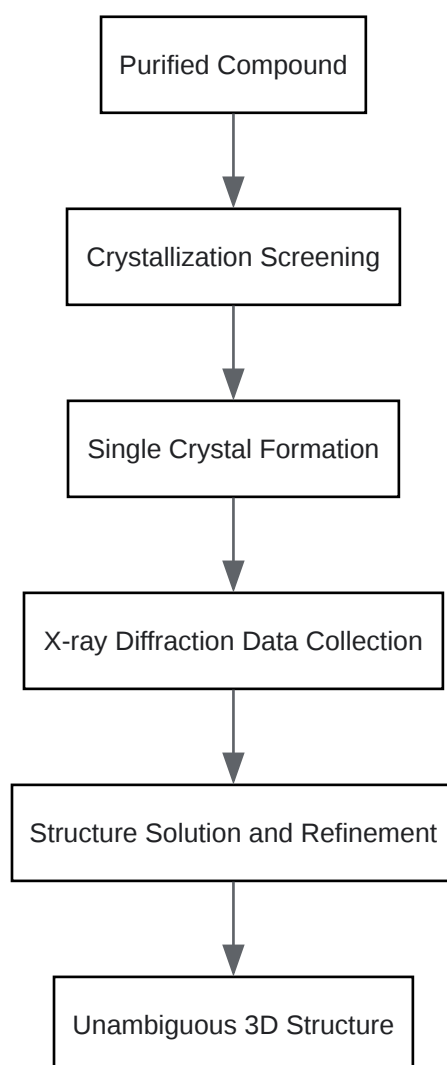 Purified Compound
Crystallization Screening
Single Crystal Formation
X-ray Diffraction Data Collection
Structure Solution and Refinement
Unambiguous 3D Structure